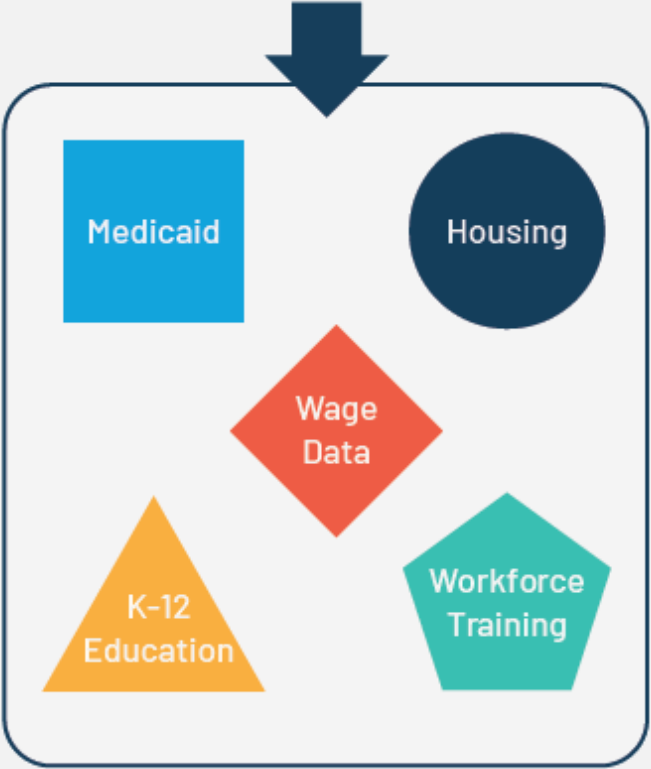 Medicaid
Housing
Wage
Data
K-12
Education
Workforce
Training